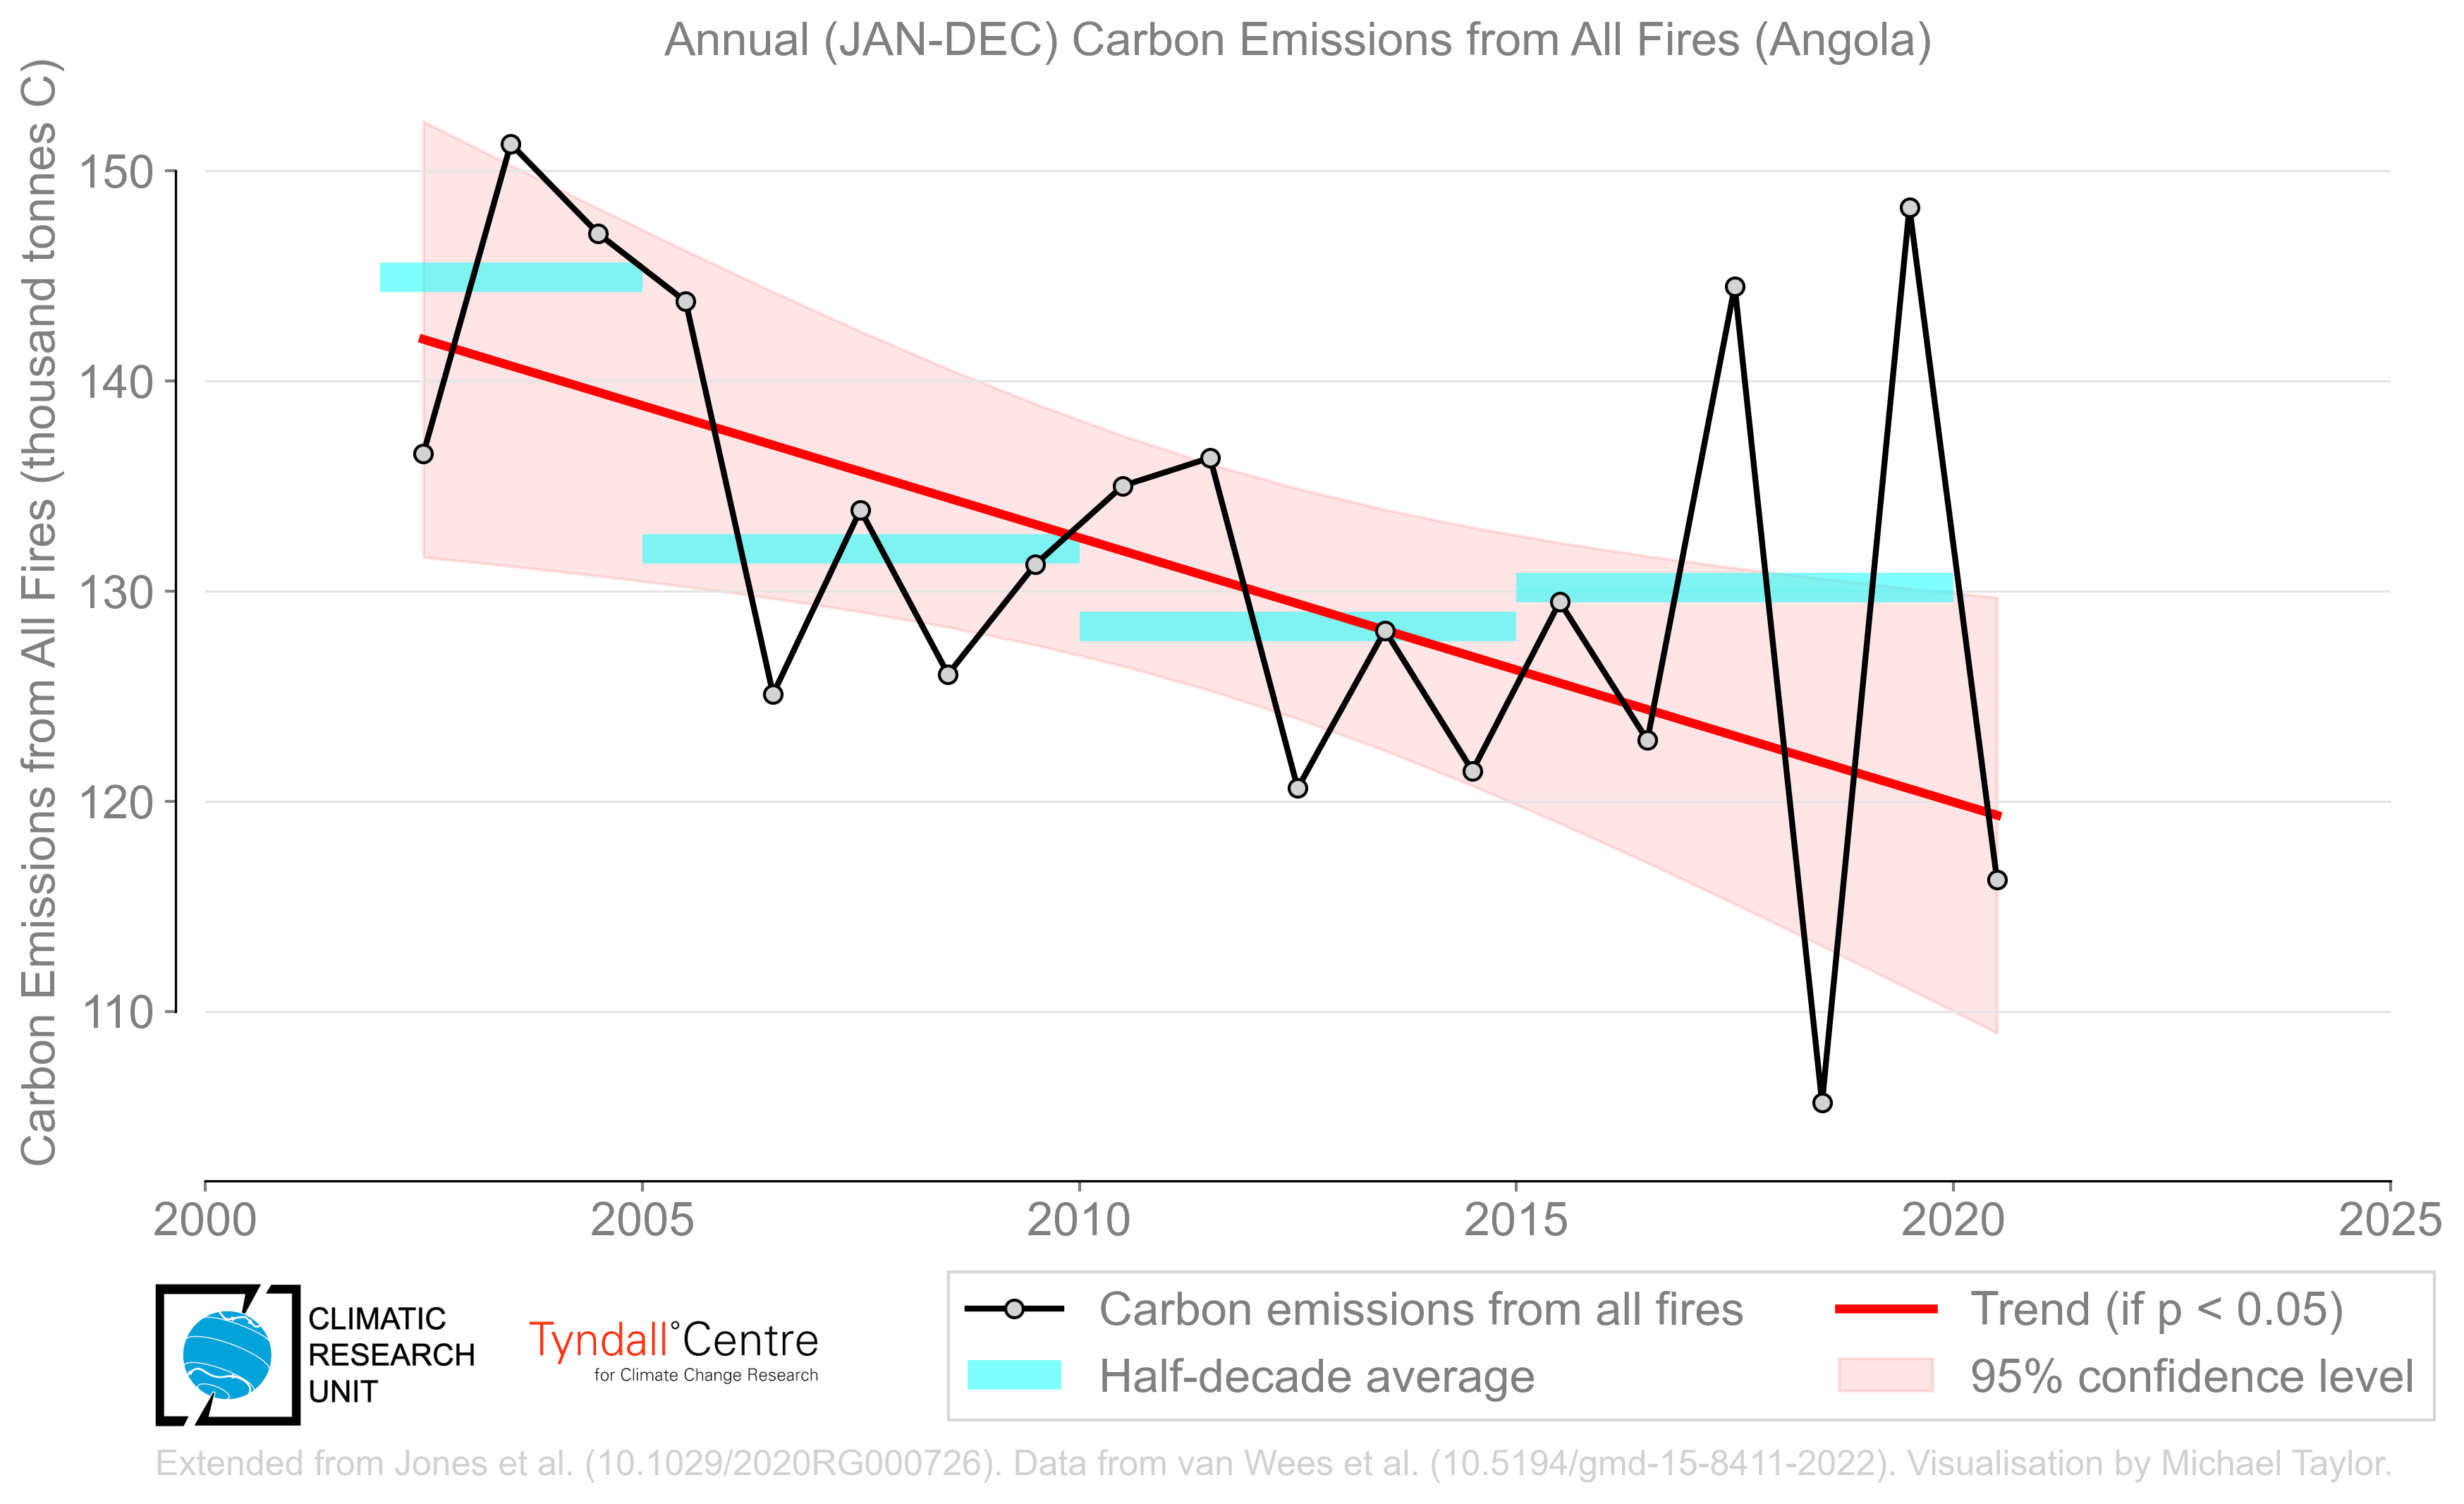 Annual (JAN-DEC) Carbon Emissions from All Fires (Angola)
Carbon Emissions from All Fires (thousand tonnes C)
150
140
130
120
110
2000 2005 2010 2015 2020 2025
CLIMATIC
RESEARCH
UNIT
Tyndall°Centre
for Climate Change Research
Carbon emissions from all fires
Half-decade average
Trend (if p < 0.05)
95% confidence level
Extended from Jones et al. (10.1029/2020RG000726). Data from van Wees et al. (10.5194/gmd-15-8411-2022). Visualisation by Michael Taylor.